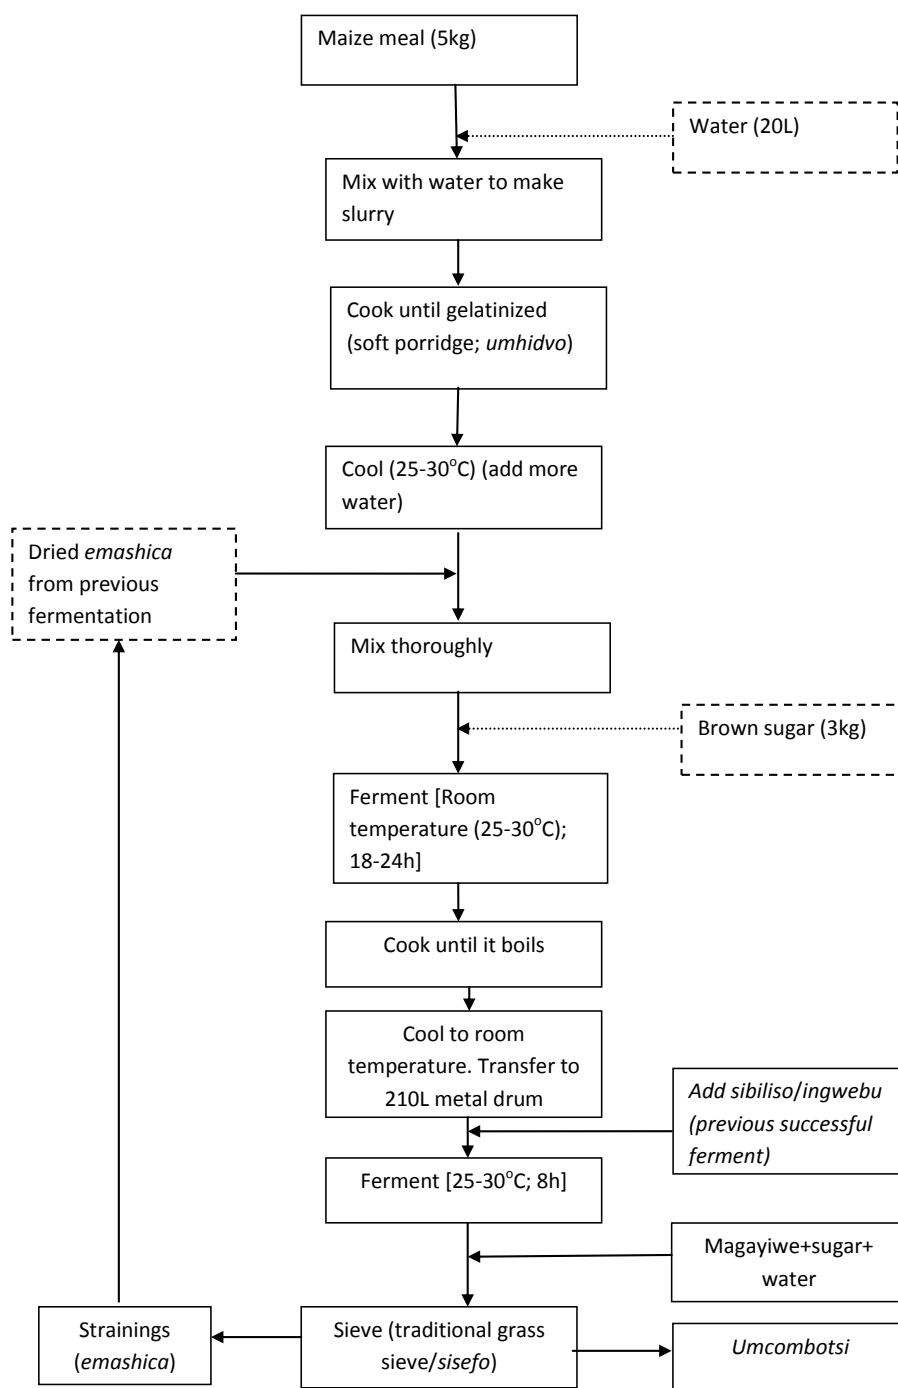 Maize meal (5kg)
Water (20L)
Mix with water to make
slurry
Cook until gelatinized
(soft porridge; umhidvo)
Cool (25-30°C) (add more
water)
Dried emashica
from previous
fermentation
Mix thoroughly
Brown sugar (3kg)
Ferment [Room
temperature (25-30°C);
18-24h]
Cook until it boils
Cool to room
temperature. Transfer to
210L metal drum
Add sibiliso/ingwebu
(previous successful
ferment)
Ferment [25-30°C; 8h]
Magayiwe+sugar+
water
Strainings
(emashica)
Sieve (traditional grass
sieve/sisefo)
Umcombotsi